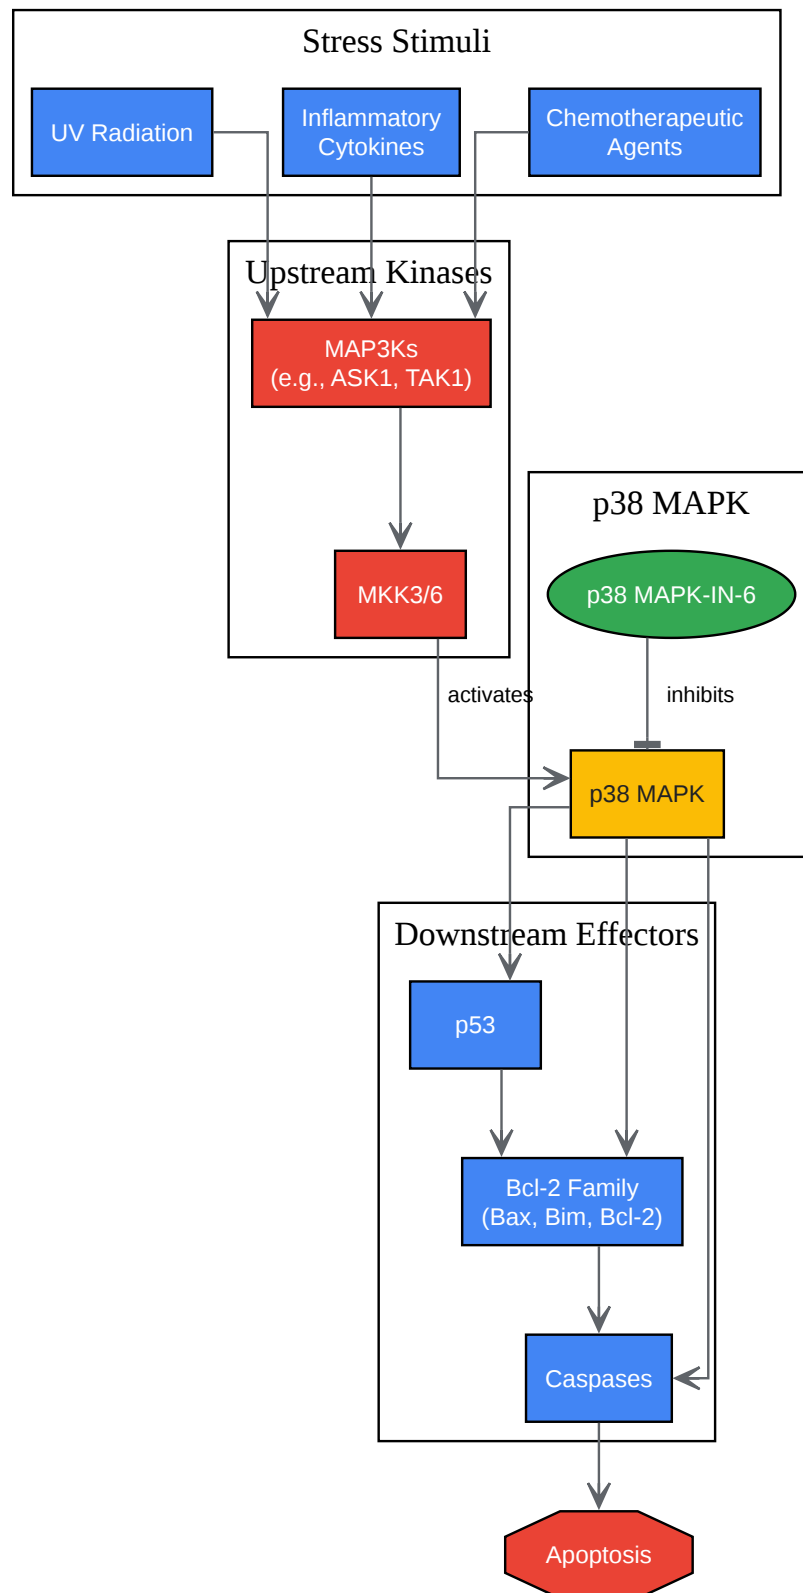 Stress Stimuli
UV Radiation
Inflammatory
Cytokines
Chemotherapeutic
Agents
Upstream Kinases
MAP3Ks
(e.g., ASK1, TAK1)
MKK3/6
p38 MAPK
p38 MAPK-IN-6
activates
inhibits
p38 MAPK
Downstream Effectors
p53
Bcl-2 Family
(Bax, Bim, Bcl-2)
Caspases
Apoptosis